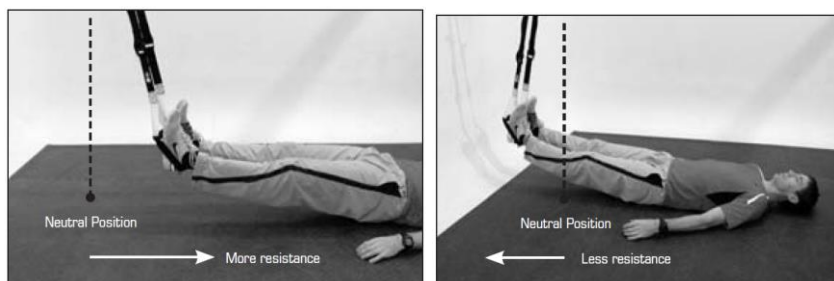 Neutral Position
More resistance
Neutral Position
Less resistance